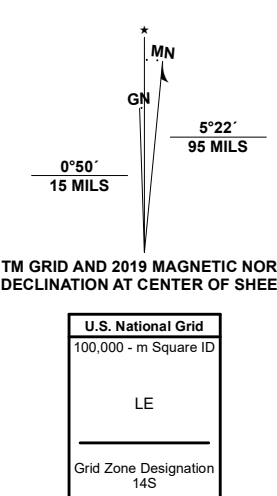 ★
MN
GN
5°22´
95 MILS
0°50´
15 MILS
TM GRID AND 2019 MAGNETIC NOR
DECLINATION AT CENTER OF SHEE
U.S. National Grid
100,000 - m Square ID
LE
Grid Zone Designation
14S